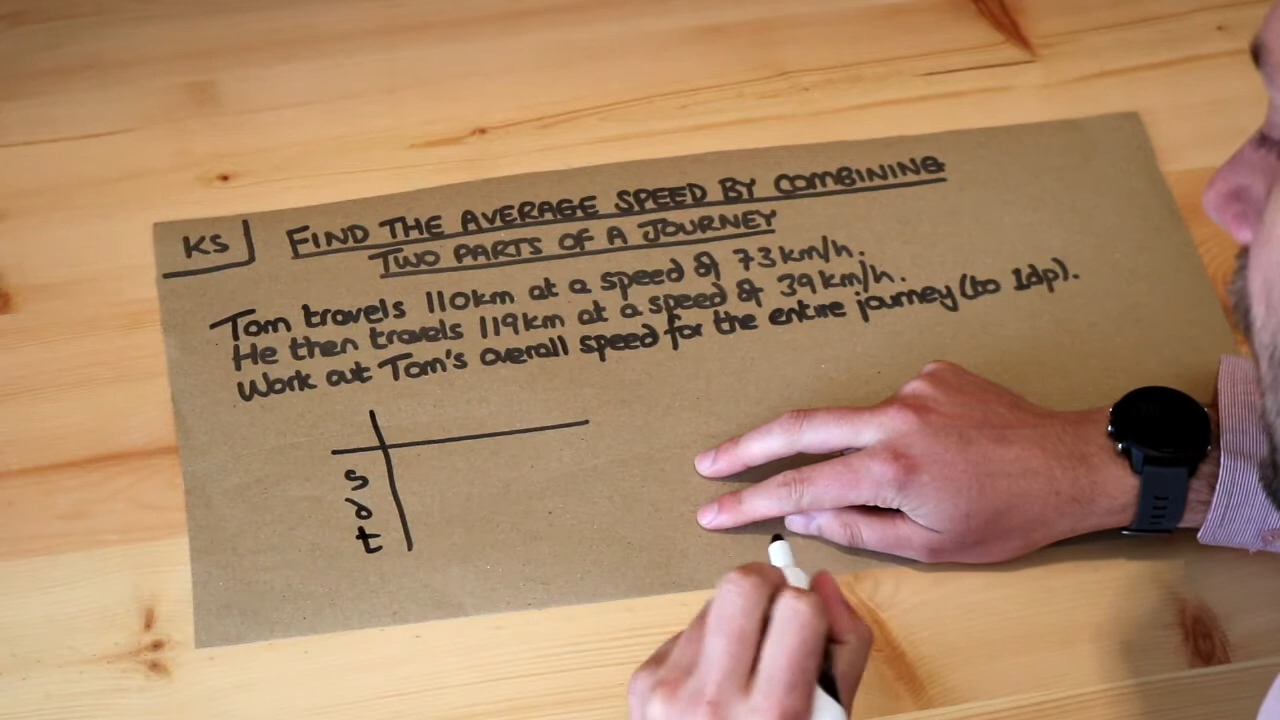 KS
FIND THE AVERAGE SPEED BY COMBINING
TWO PARTS OF A JOURNEY
Tom travels 110km at a speed of 73km/h.
He then travels 119km at a speed of 39km/h.
Work out Tom's overall speed for the entire journey (to 1dp).
s
d
t